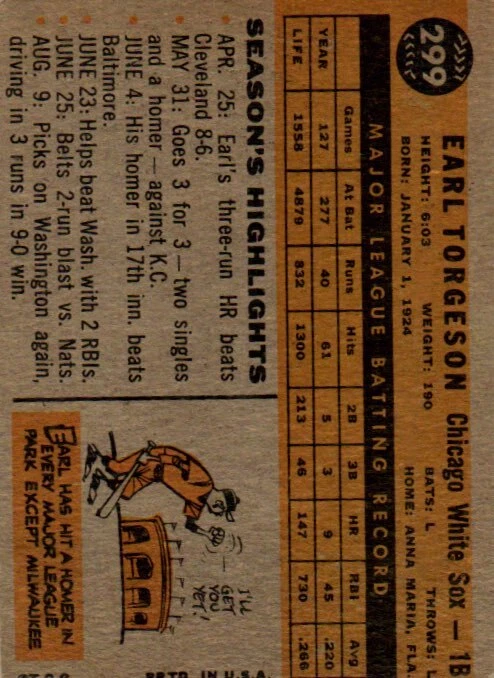 299
EARL TORGESON Chicago White Sox — 1B
HEIGHT: 6:03 WEIGHT: 190 BATS: L THROWS: L
BORN: JANUARY 1, 1924 HOME: ANNA MARIA, FLA.
MAJOR LEAGUE BATTING RECORD
Games At Bat Runs Hits 2B 3B HR RBI Avg
YEAR 127 277 40 61 5 3 9 45 .220
LIFE 1558 4879 832 1300 213 46 147 730 .266
SEASON'S HIGHLIGHTS
• APR. 25: Earl's three-run HR beats
Cleveland 8-6.
• MAY 31: Goes 3 for 3 — two singles
and a homer — against K.C.
• JUNE 4: His homer in 17th inn. beats
Baltimore.
• JUNE 23: Helps beat Wash. with 2 RBIs.
• JUNE 25: Belts 2-run blast vs. Nats.
• AUG. 9: Picks on Washington again,
driving in 3 runs in 9-0 win.
I'LL
GET
YOU
YET!
EARL HAS HIT A HOMER IN
EVERY MAJOR LEAGUE
PARK EXCEPT MILWAUKEE
PRTD. IN U.S.A.